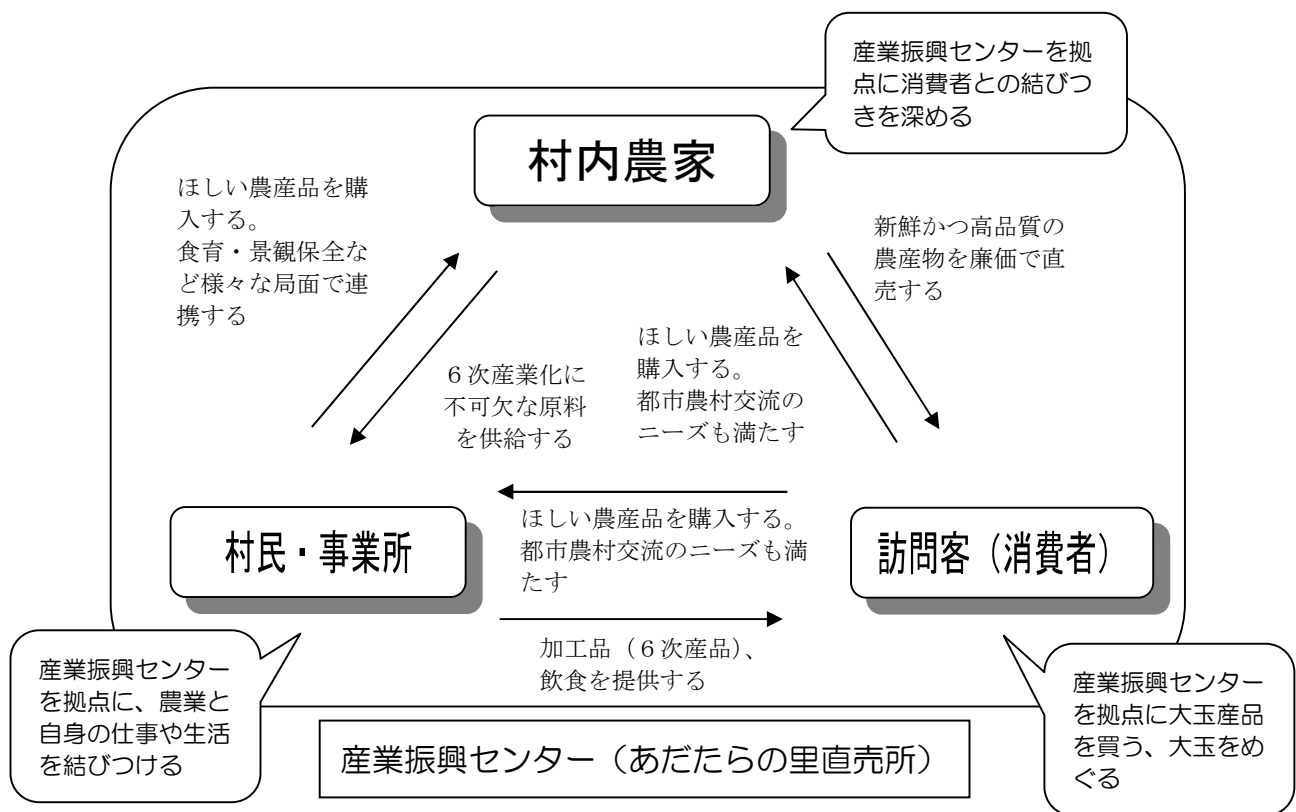 産業振興センターを拠
点に消費者との結びつ
きを深める
村内農家
ほしい農産品を購
入する。
食育・景観保全な
ど様々な局面で連
携する
新鮮かつ高品質の
農産物を廉価で直
売する
ほしい農産品を
購入する。
都市農村交流の
ニーズも満たす
6次産業化に
不可欠な原料
を供給する
村民・事業所
ほしい農産品を購入する。
都市農村交流のニーズも満
たす
訪問客（消費者）
加工品（6次産品）、
飲食を提供する
産業振興センター
を拠点に、農業と
自身の仕事や生活
を結びつける
産業振興センター
を拠点に大玉産品
を買う、大玉をめ
ぐる
産業振興センター（あだたらの里直売所）